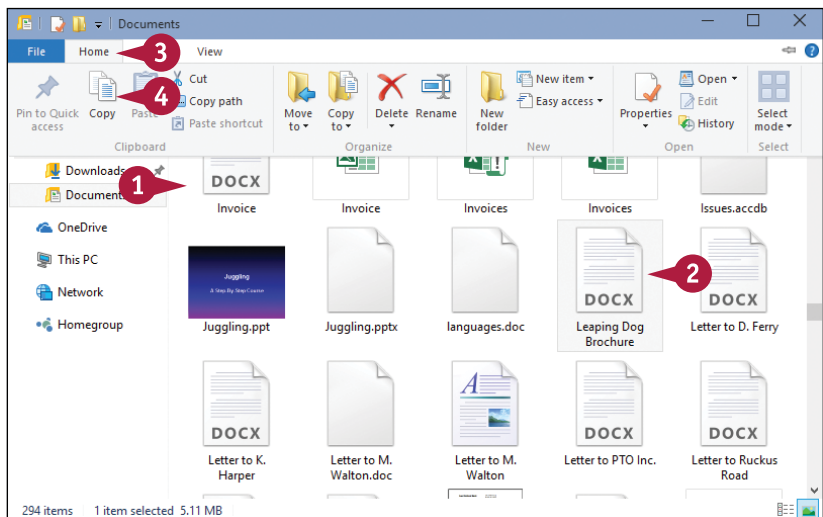 Documents
File Home 3 View
Cut
Copy path
Paste shortcut
Pin to Quick access
Copy
4
Paste
Clipboard
Move to
Copy to
Delete
Rename
Organize
New folder
New item
Easy access
New
Properties
Open
Edit
History
Open
Select mode
Select
Downloads
Documents
OneDrive
This PC
Network
Homegroup
1
DOCX
Invoice
Invoice
Invoices
Invoices
Issues.accdb
Juggling
A Step-By-Step Course
Juggling.ppt
Juggling.pptx
languages.doc
DOCX
2
Leaping Dog
Brochure
DOCX
Letter to D. Ferry
DOCX
Letter to K.
Harper
Letter to M.
Walton.doc
A
Letter to M.
Walton
DOCX
Letter to PTO Inc.
DOCX
Letter to Ruckus
Road
294 items 1 item selected 5.11 MB